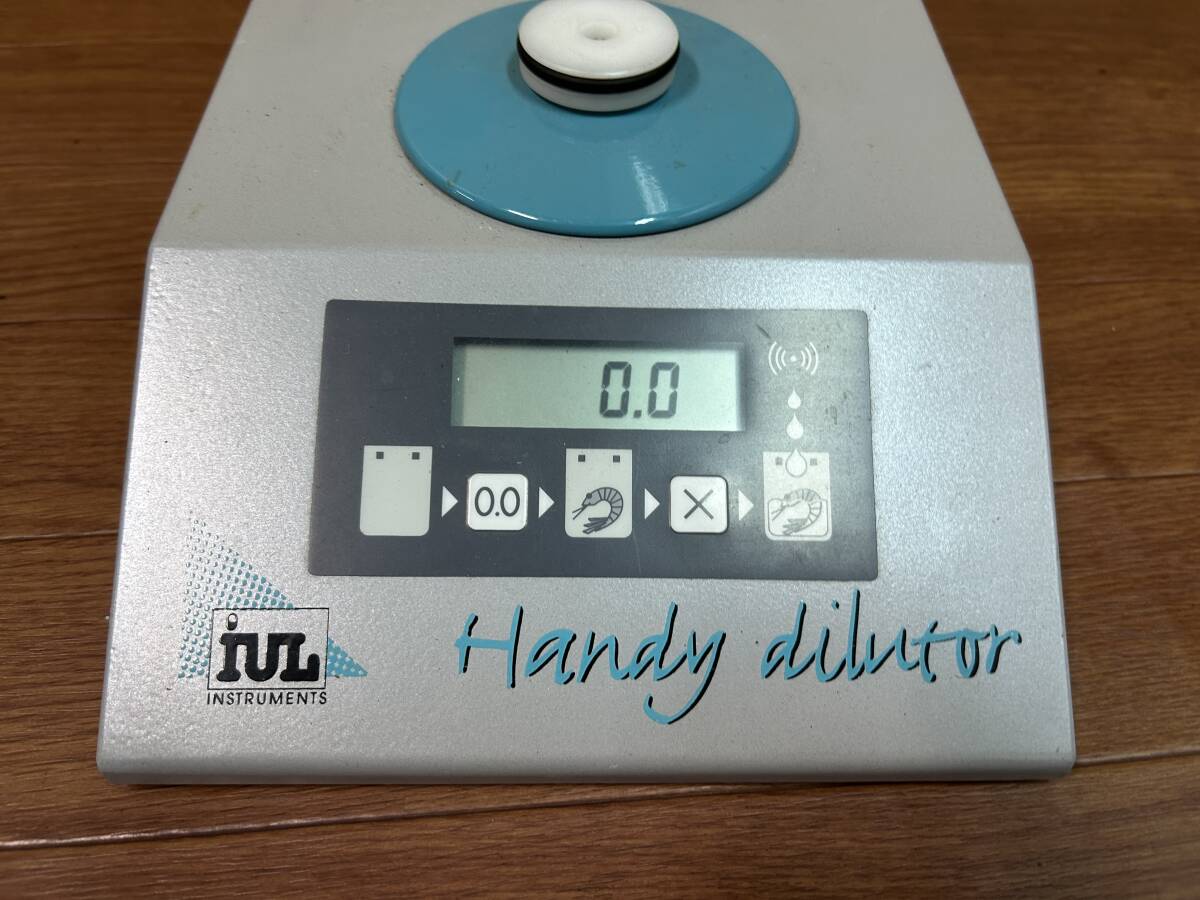 0.0
0.0
X
iUL
INSTRUMENTS
Handy dilutor